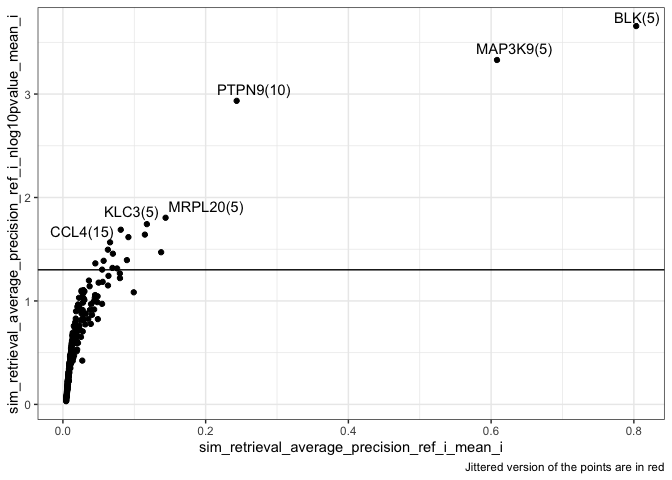 BLK(5)
MAP3K9(5)
PTPN9(10)
MRPL20(5)
KLC3(5)
CCL4(15)
sim_retrieval_average_precision_ref_i_nlog10pvalue_mean_i
3
2
1
0
0.0 0.2 0.4 0.6 0.8
sim_retrieval_average_precision_ref_i_mean_i
Jittered version of the points are in red